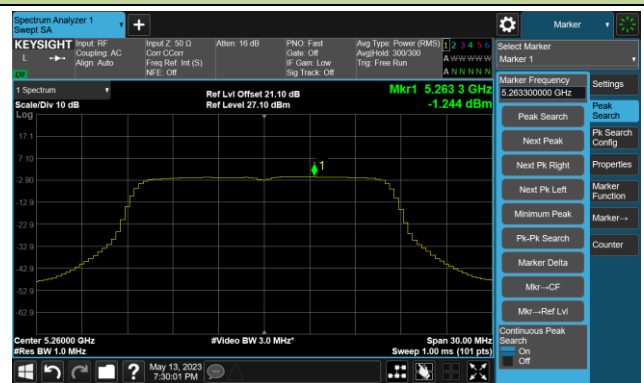 Spectrum Analyzer 1
Swept SA
Marker
KEYSIGHT Input: RF Input Z: 50 Ω Atten: 16 dB PNO: Fast Avg Type: Power (RMS) 1 2 3 4 5 6
L Coupling: AC Corr CCorr Gate: Off Avg|Hold: 300/300 A W W W W W
Align: Auto Freq Ref: Int (S) IF Gain: Low Trig: Free Run
LW NFE: Off Sig Track: Off A N N N N N
Select Marker
Marker 1
1 Spectrum
Ref Lvl Offset 21.10 dB
Mkr1 5.263 3 GHz
Scale/Div 10 dB
Ref Level 27.10 dBm
-1.244 dBm
Log
17.1
7.10
-2.90
-12.9
-22.9
-32.9
-42.9
-52.9
-62.9
1
Center 5.26000 GHz
#Video BW 3.0 MHz*
Span 30.00 MHz
#Res BW 1.0 MHz
Sweep 1.00 ms (101 pts)
Marker Frequency
5.263300000 GHz
Peak Search
Next Peak
Next Pk Right
Next Pk Left
Minimum Peak
Pk-Pk Search
Marker Delta
Mkr→CF
Mkr→Ref Lvl
Continuous Peak
Search
On
Off
Settings
Peak
Search
Pk Search
Config
Properties
Marker
Function
Marker→
Counter
May 13, 2023
7:30:01 PM